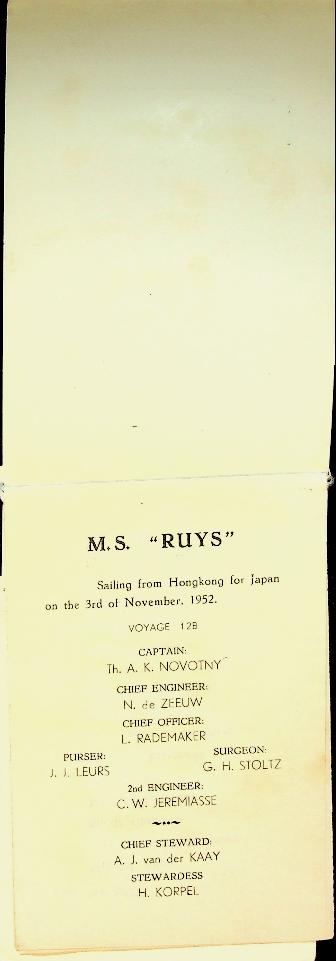 M.S. "RUYS"
Sailing from Hongkong for Japan
on the 3rd of November, 1952.
VOYAGE 12B
CAPTAIN:
Th. A. K. NOVOTNY
CHIEF ENGINEER:
N. de ZEEUW
CHIEF OFFICER:
L. RADEMAKER
PURSER: SURGEON:
J. J. LEURS G. H. STOLTZ
2nd ENGINEER:
C. W. JEREMIASSE
CHIEF STEWARD:
A. J. van der KAAY
STEWARDESS
H. KORPEL